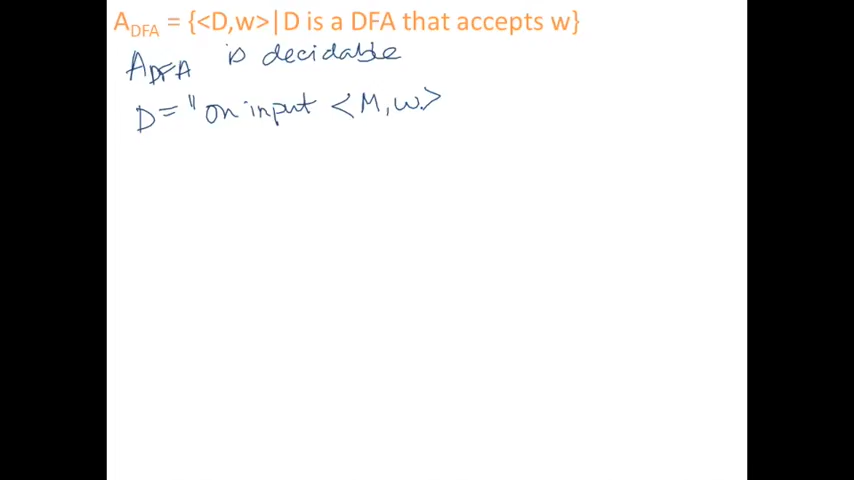 A_DFA = {<D,w>|D is a DFA that accepts w}
A_DFA is decidable
D = "on input <M,w>